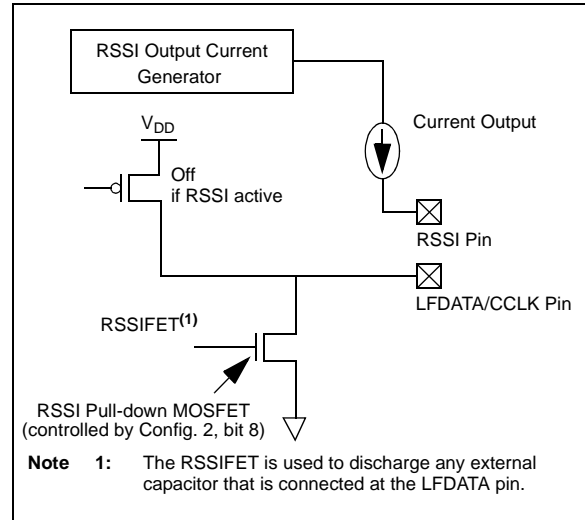 RSSI Output Current
Generator
VDD
Current Output
Off
if RSSI active
RSSI Pin
LFDATA/CCLK Pin
RSSIFET(1)
RSSI Pull-down MOSFET
(controlled by Config. 2, bit 8)
Note 1: The RSSIFET is used to discharge any external
capacitor that is connected at the LFDATA pin.